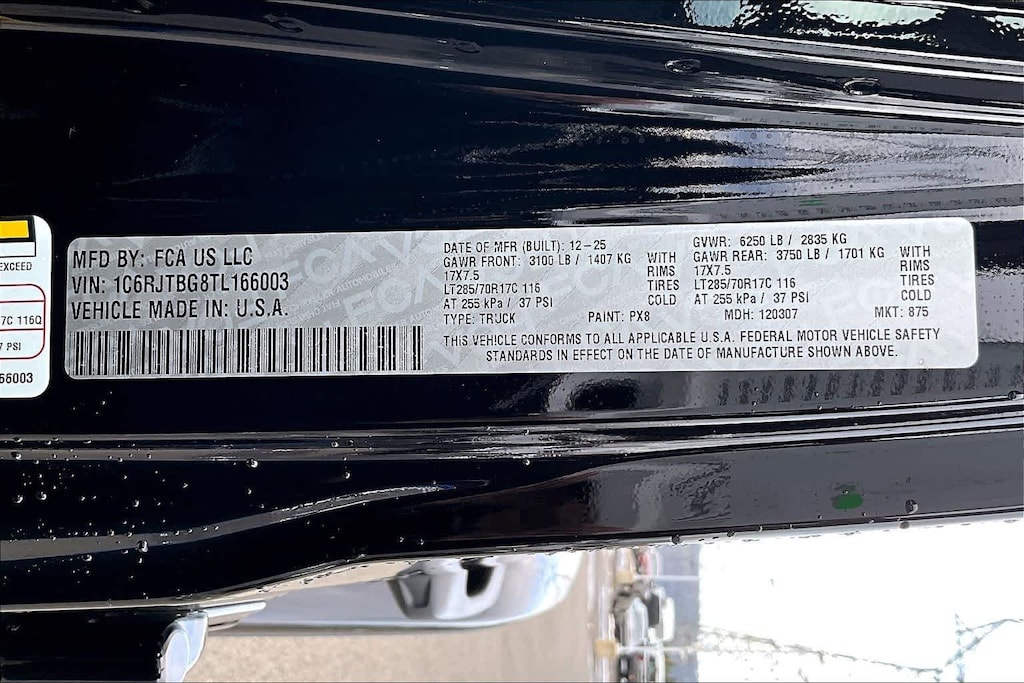 EXCEED
7C 116Q
7 PSI
66003
MFD BY: FCA US LLC
VIN: 1C6RJTBG8TL166003
VEHICLE MADE IN: U.S.A.
DATE OF MFR (BUILT): 12-25
GAWR FRONT: 3100 LB / 1407 KG WITH
17X7.5 RIMS
LT285/70R17C 116 TIRES
AT 255 kPa / 37 PSI COLD
TYPE: TRUCK PAINT: PX8
GVWR: 6250 LB / 2835 KG
GAWR REAR: 3750 LB / 1701 KG WITH
17X7.5 RIMS
LT285/70R17C 116 TIRES
AT 255 kPa / 37 PSI COLD
MDH: 120307 MKT: 875
THIS VEHICLE CONFORMS TO ALL APPLICABLE U.S.A. FEDERAL MOTOR VEHICLE SAFETY
STANDARDS IN EFFECT ON THE DATE OF MANUFACTURE SHOWN ABOVE.